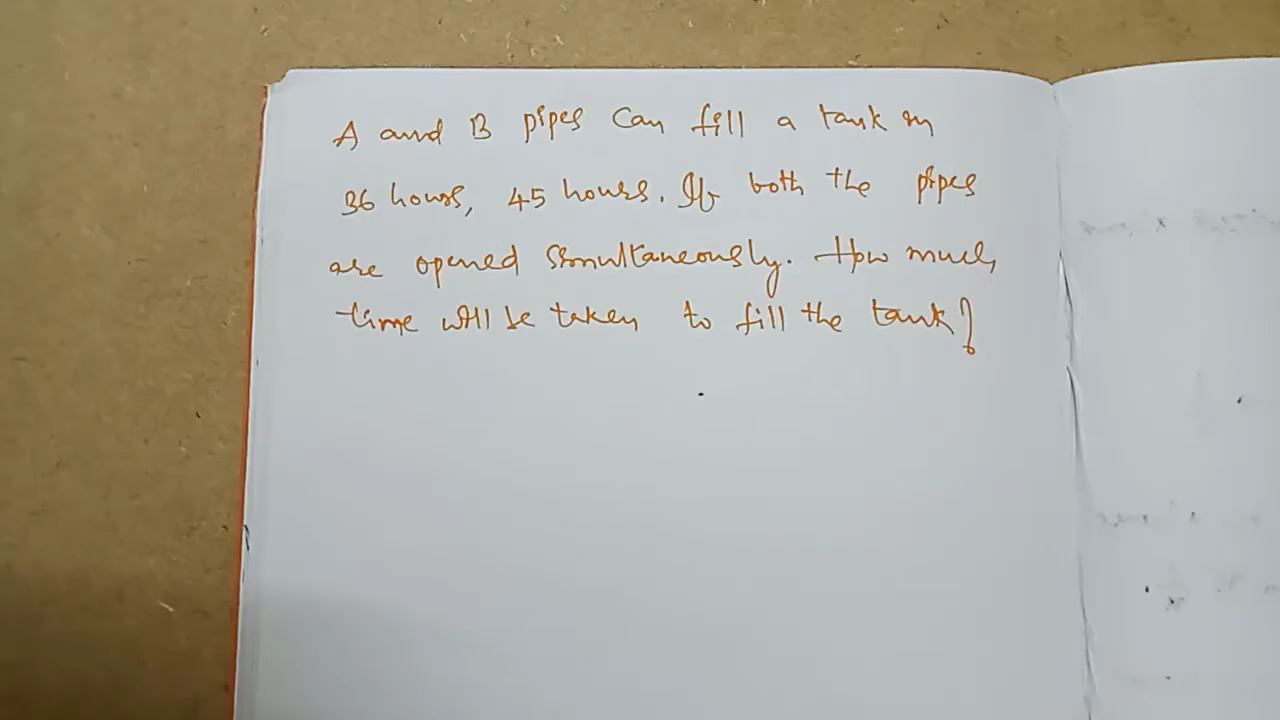 A and B pipes can fill a tank in
36 hours, 45 hours. If both the pipes
are opened simultaneously. How much
time will be taken to fill the tank?